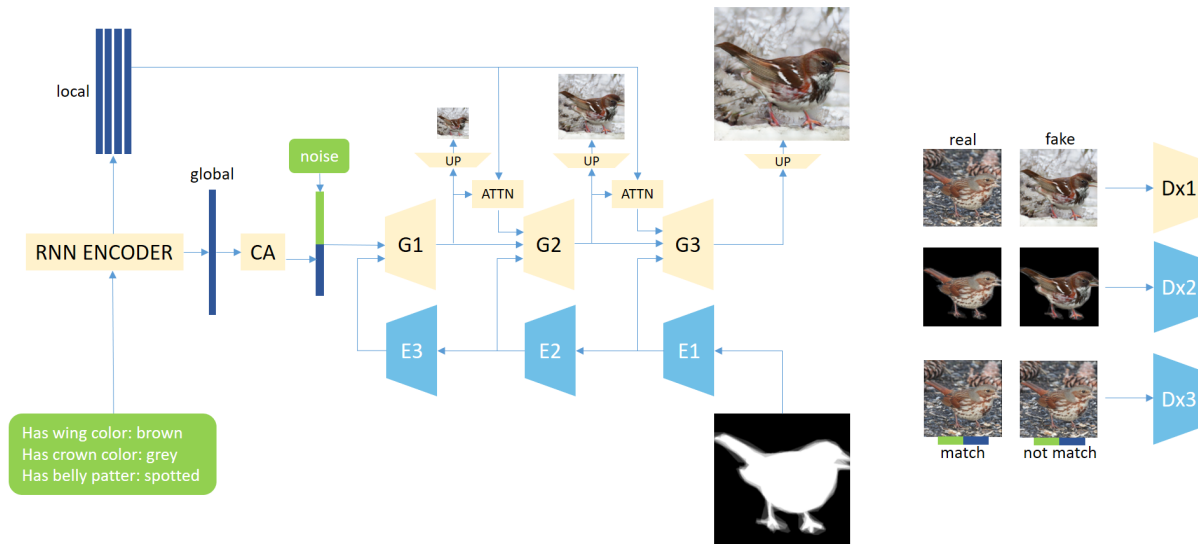 local
noise
global
UP
UP
UP
ATTN
ATTN
RNN ENCODER
CA
G1
G2
G3
E3
E2
E1
Has wing color: brown
Has crown color: grey
Has belly patter: spotted
real
fake
Dx1
Dx2
Dx3
match
not match